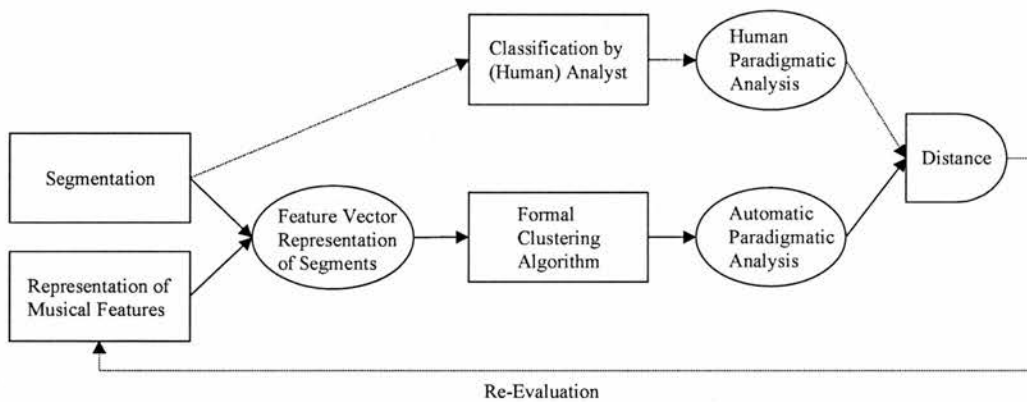 Classification by
(Human) Analyst
Human
Paradigmatic
Analysis
Segmentation
Distance
Feature Vector
Representation
of Segments
Formal
Clustering
Algorithm
Automatic
Paradigmatic
Analysis
Representation of
Musical Features
Re-Evaluation